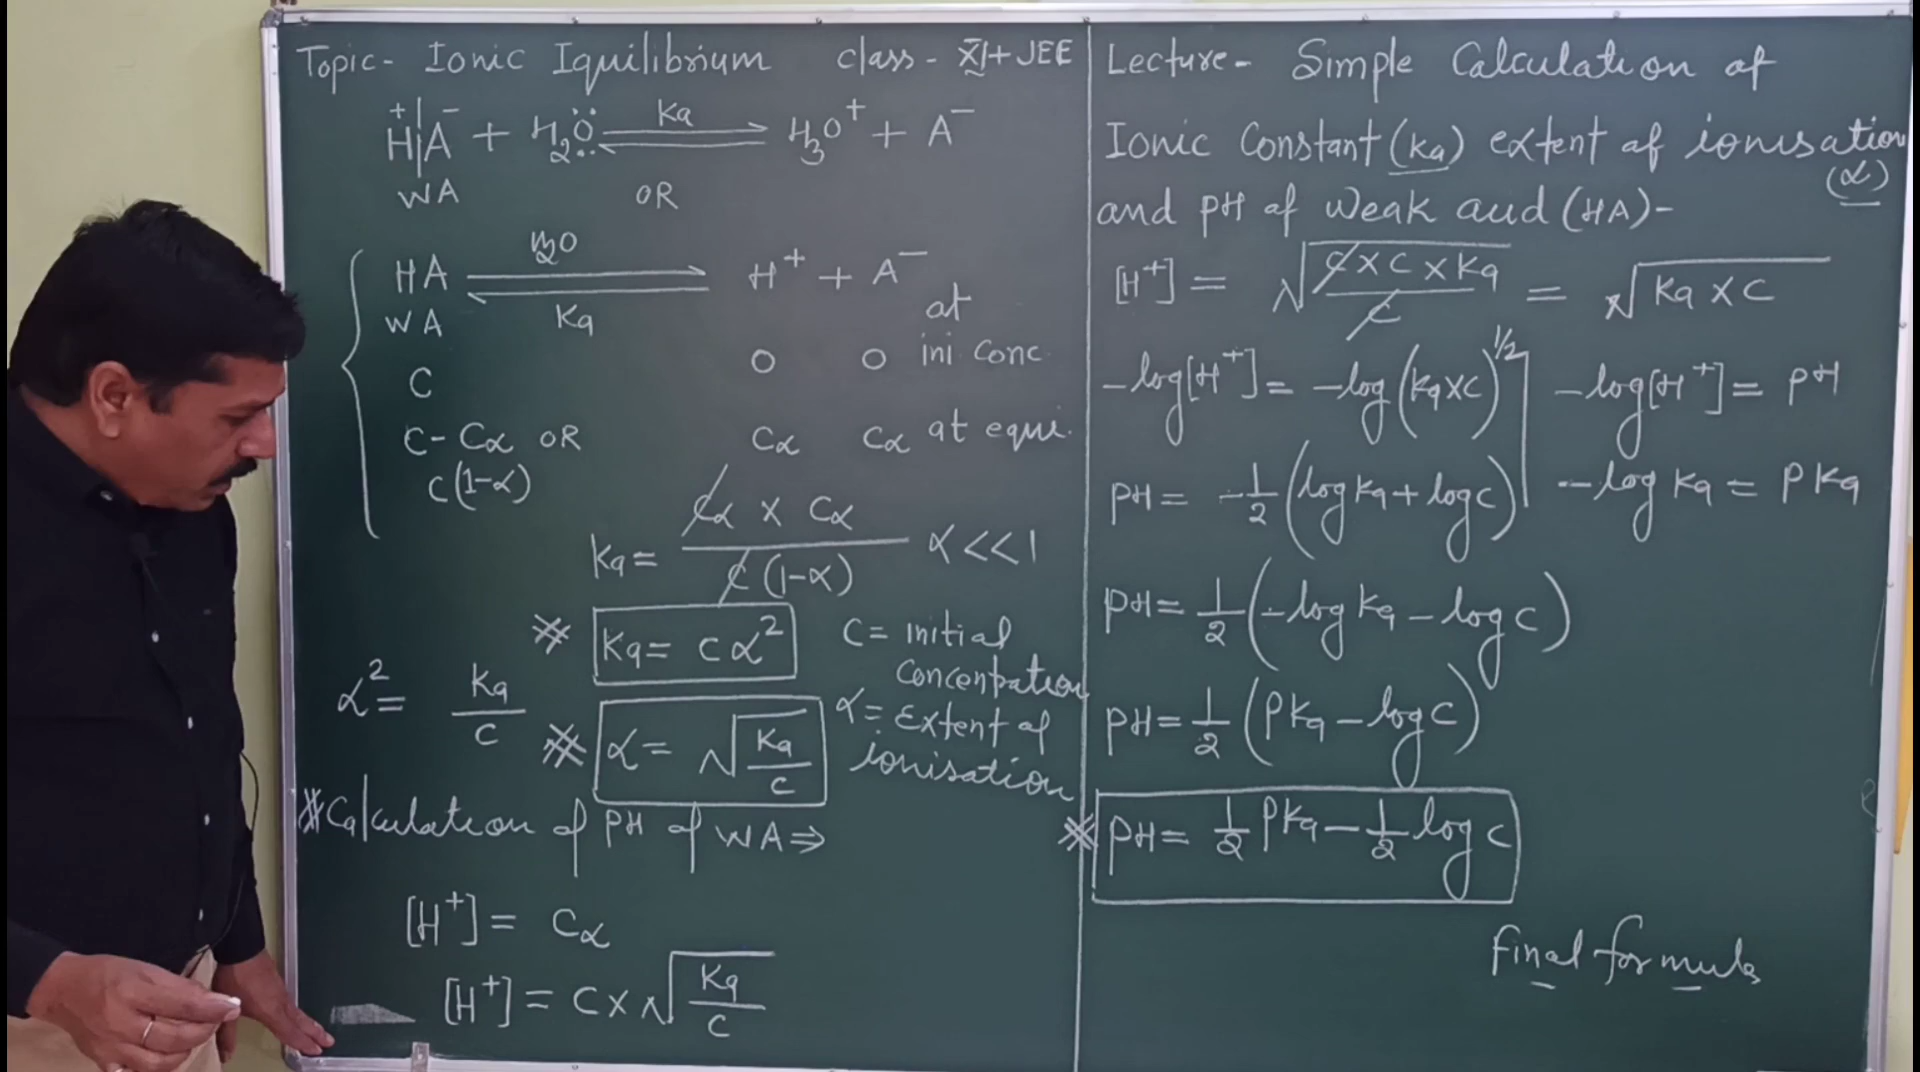 Topic- Ionic Iquilibrium class- XI+JEE
H|A + H2O ⇌ H3O+ + A-
+ - Ka
WA
OR
H2O
HA ⇌ H+ + A-
WA Ka
at
C 0 0 ini. Conc.
C- Cα OR Cα Cα at equi.
C(1-α)
Ka = Cα x Cα / C(1-α) α<<1
Ka = Cα²
C = initial Concentration
α² = Ka/C
α = √(Ka/C)
α = Extent of ionisation
Calculation of PH of WA ⇒
[H+] = Cα
[H+] = C x √(Ka/C)
Lecture- Simple Calculation of
Ionic Constant (Ka) extent of ionisation
(α)
and PH of Weak acid (HA)-
[H+] = √(C x C x Ka / C) = √(Ka x C)
-log[H+] = -log(Ka x C)^1/2
-log[H+] = PH
PH = -1/2 (log Ka + log C)
-log Ka = PKa
PH = 1/2 (-log Ka - log C)
PH = 1/2 (PKa - log C)
PH = 1/2 PKa - 1/2 log C
Final formula